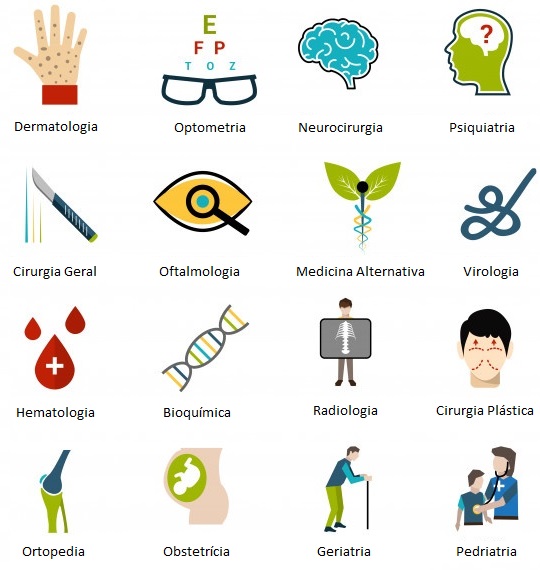 E
F P
T O Z
?
Dermatologia
Optometria
Neurocirurgia
Psiquiatria
Cirurgia Geral
Oftalmologia
Medicina Alternativa
Virologia
Hematologia
Bioquímica
Radiologia
Cirurgia Plástica
Ortopedia
Obstetrícia
Geriatria
Pedriatria